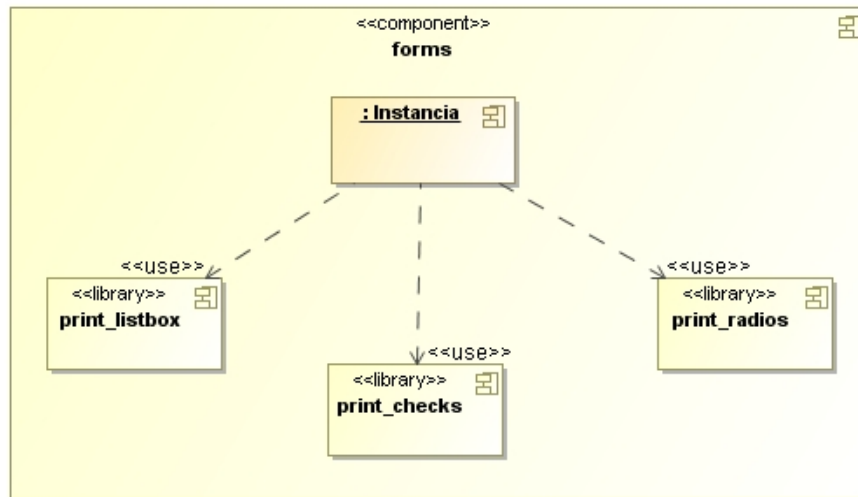 <<component>>
forms
: Instancia
<<use>>
<<use>>
<<library>>
<<library>>
print_listbox
print_radios
<<use>>
<<library>>
print_checks